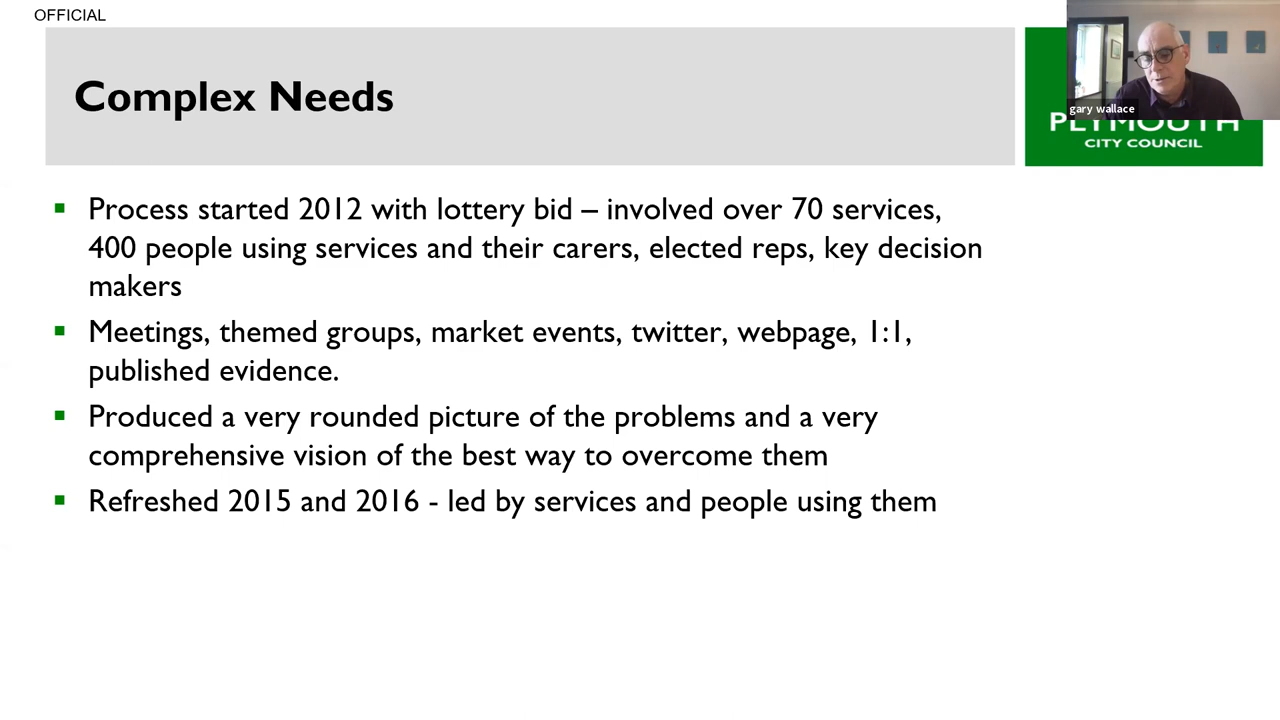 OFFICIAL
Complex Needs
gary wallace
PLYMOUTH
CITY COUNCIL
▪ Process started 2012 with lottery bid – involved over 70 services,
400 people using services and their carers, elected reps, key decision
makers
▪ Meetings, themed groups, market events, twitter, webpage, 1:1,
published evidence.
▪ Produced a very rounded picture of the problems and a very
comprehensive vision of the best way to overcome them
▪ Refreshed 2015 and 2016 - led by services and people using them